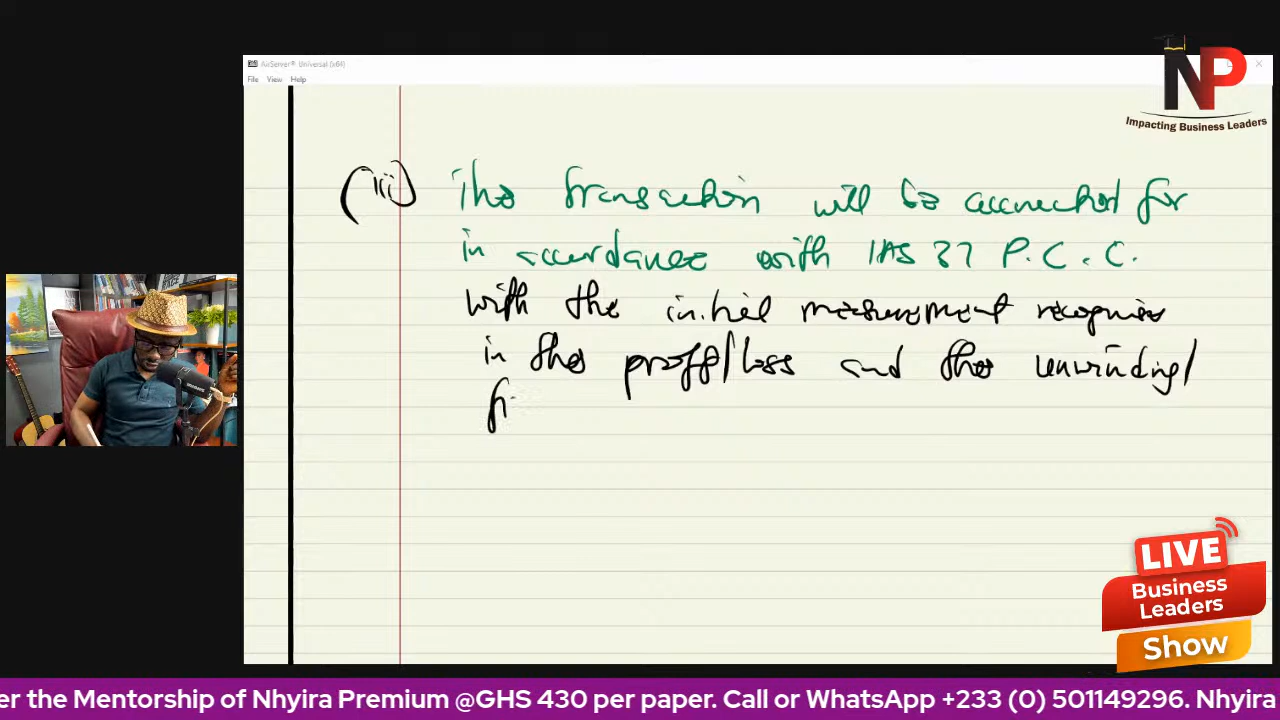 AirServer® Universal (x64)
File View Help
NP
Impacting Business Leaders
(iii) The transaction will be accounted for
in accordance with IAS 37 P.C.C.
with the initial measurement recognise
in the profit/loss and the unwinding/
fi
LIVE
Business
Leaders
Show
er the Mentorship of Nhyira Premium @GHS 430 per paper. Call or WhatsApp +233 (0) 501149296. Nhyira